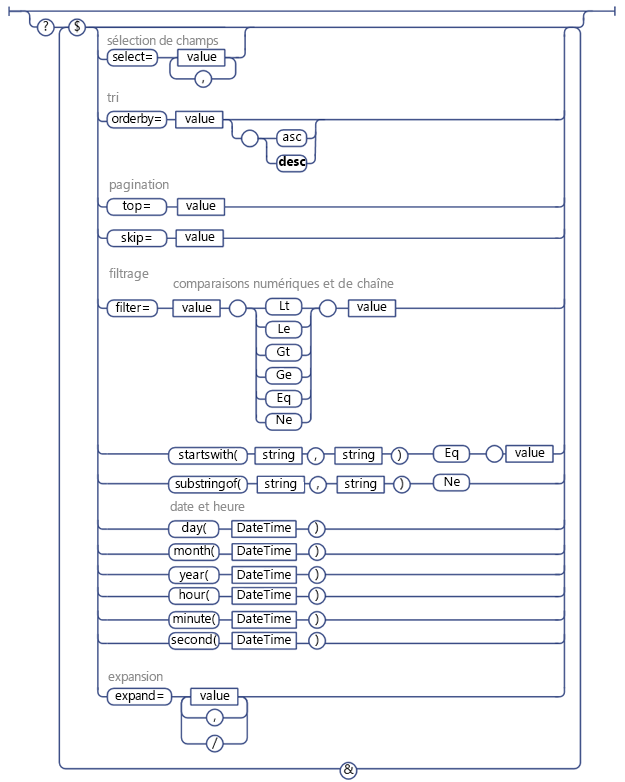 ? $
sélection de champs
select= value
,
tri
orderby= value
asc
desc
pagination
top= value
skip= value
filtrage
comparaisons numériques et de chaîne
filter= value Lt value
Le
Gt
Ge
Eq
Ne
startswith( string , string ) Eq value
substringof( string , string ) Ne
date et heure
day( DateTime )
month( DateTime )
year( DateTime )
hour( DateTime )
minute( DateTime )
second( DateTime )
expansion
expand= value
,
/
&